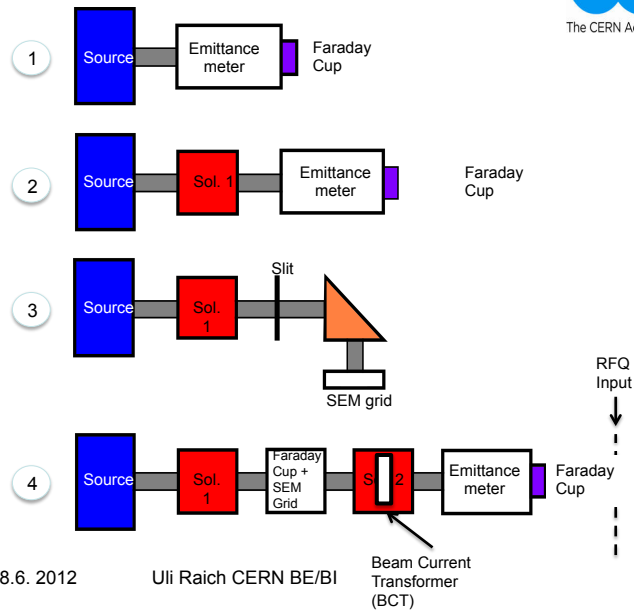 The CERN Ac
1
Source
Emittance
meter
Faraday
Cup
2
Source
Sol. 1
Emittance
meter
Faraday
Cup
3
Source
Sol.
1
Slit
SEM grid
RFQ
Input
4
Source
Sol.
1
Faraday
Cup +
SEM
Grid
2
Emittance
meter
Faraday
Cup
8.6. 2012
Uli Raich CERN BE/BI
Beam Current
Transformer
(BCT)